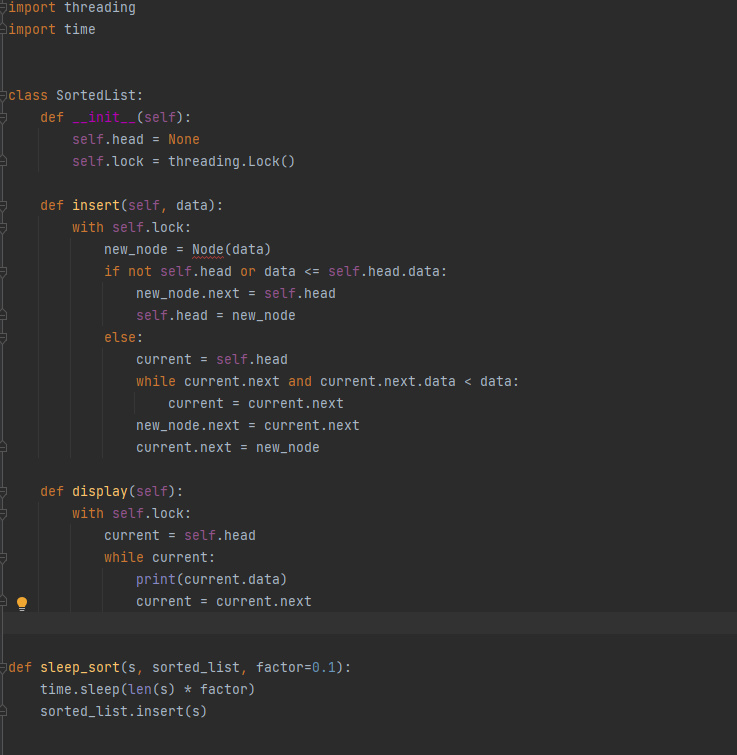 import threading
import time
class SortedList:
    def __init__(self):
        self.head = None
        self.lock = threading.Lock()
    def insert(self, data):
        with self.lock:
            new_node = Node(data)
            if not self.head or data <= self.head.data:
                new_node.next = self.head
                self.head = new_node
            else:
                current = self.head
                while current.next and current.next.data < data:
                    current = current.next
                new_node.next = current.next
                current.next = new_node
    def display(self):
        with self.lock:
            current = self.head
            while current:
                print(current.data)
                current = current.next
def sleep_sort(s, sorted_list, factor=0.1):
    time.sleep(len(s) * factor)
    sorted_list.insert(s)